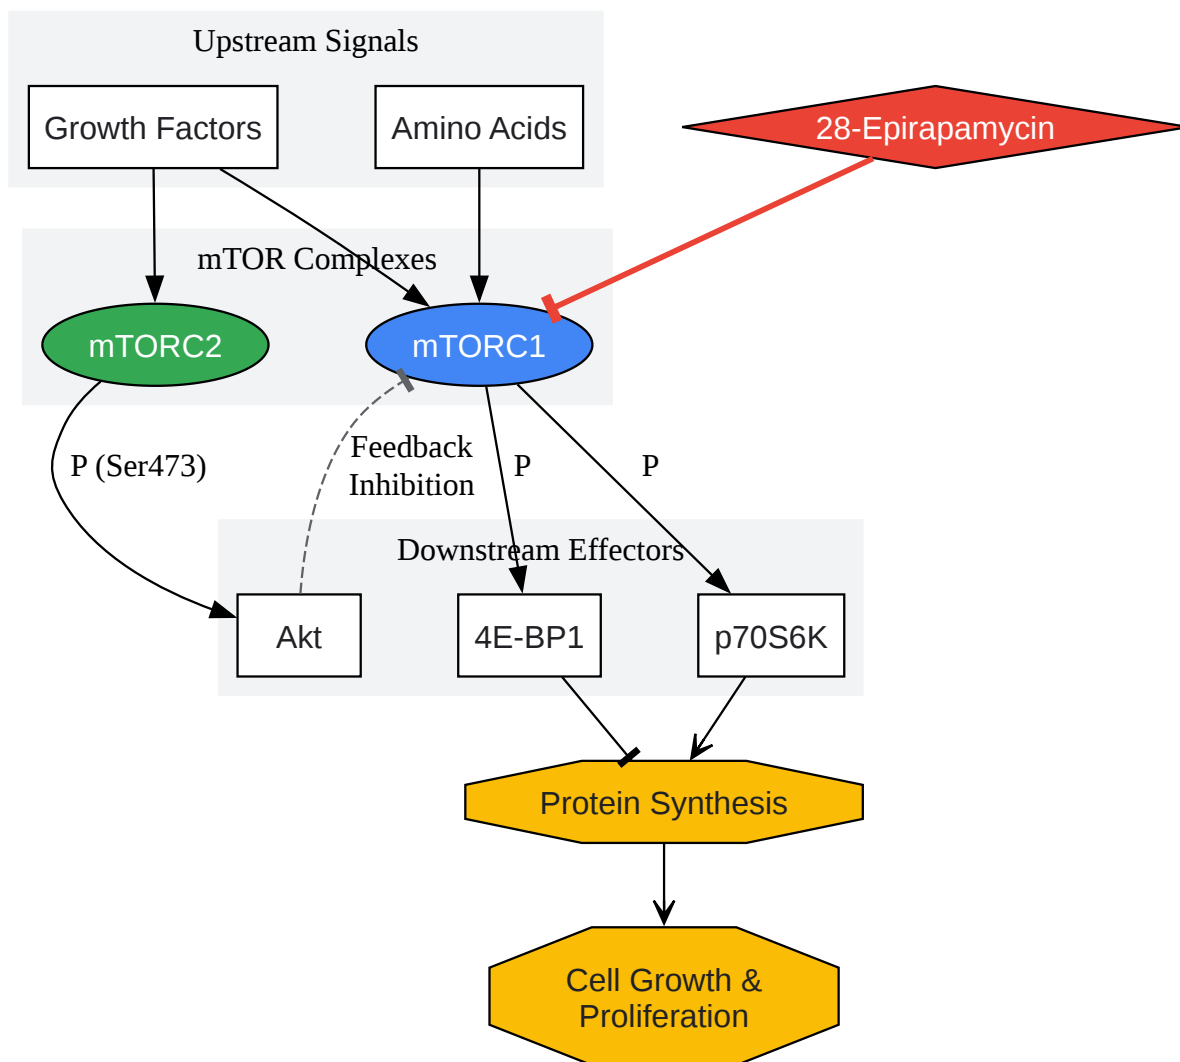 Upstream Signals
Growth Factors
Amino Acids
28-Epirapamycin
mTOR Complexes
mTORC2
mTORC1
P (Ser473)
Feedback
Inhibition
P
P
Downstream Effectors
Akt
4E-BP1
p70S6K
Protein Synthesis
Cell Growth &
Proliferation